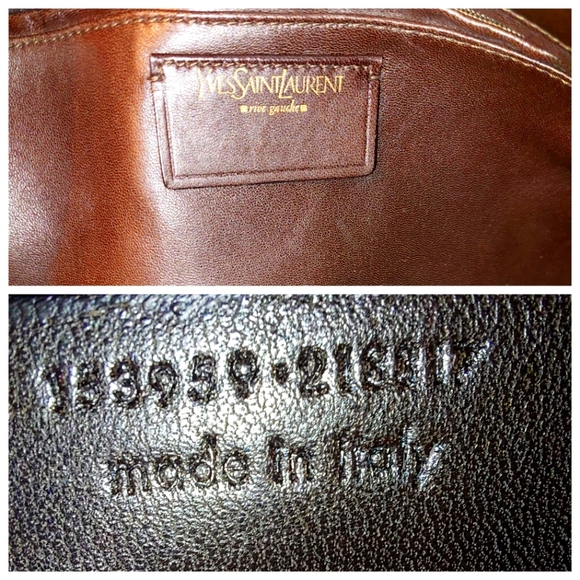 YVESSAINTLAURENT
rive gauche
made in Italy